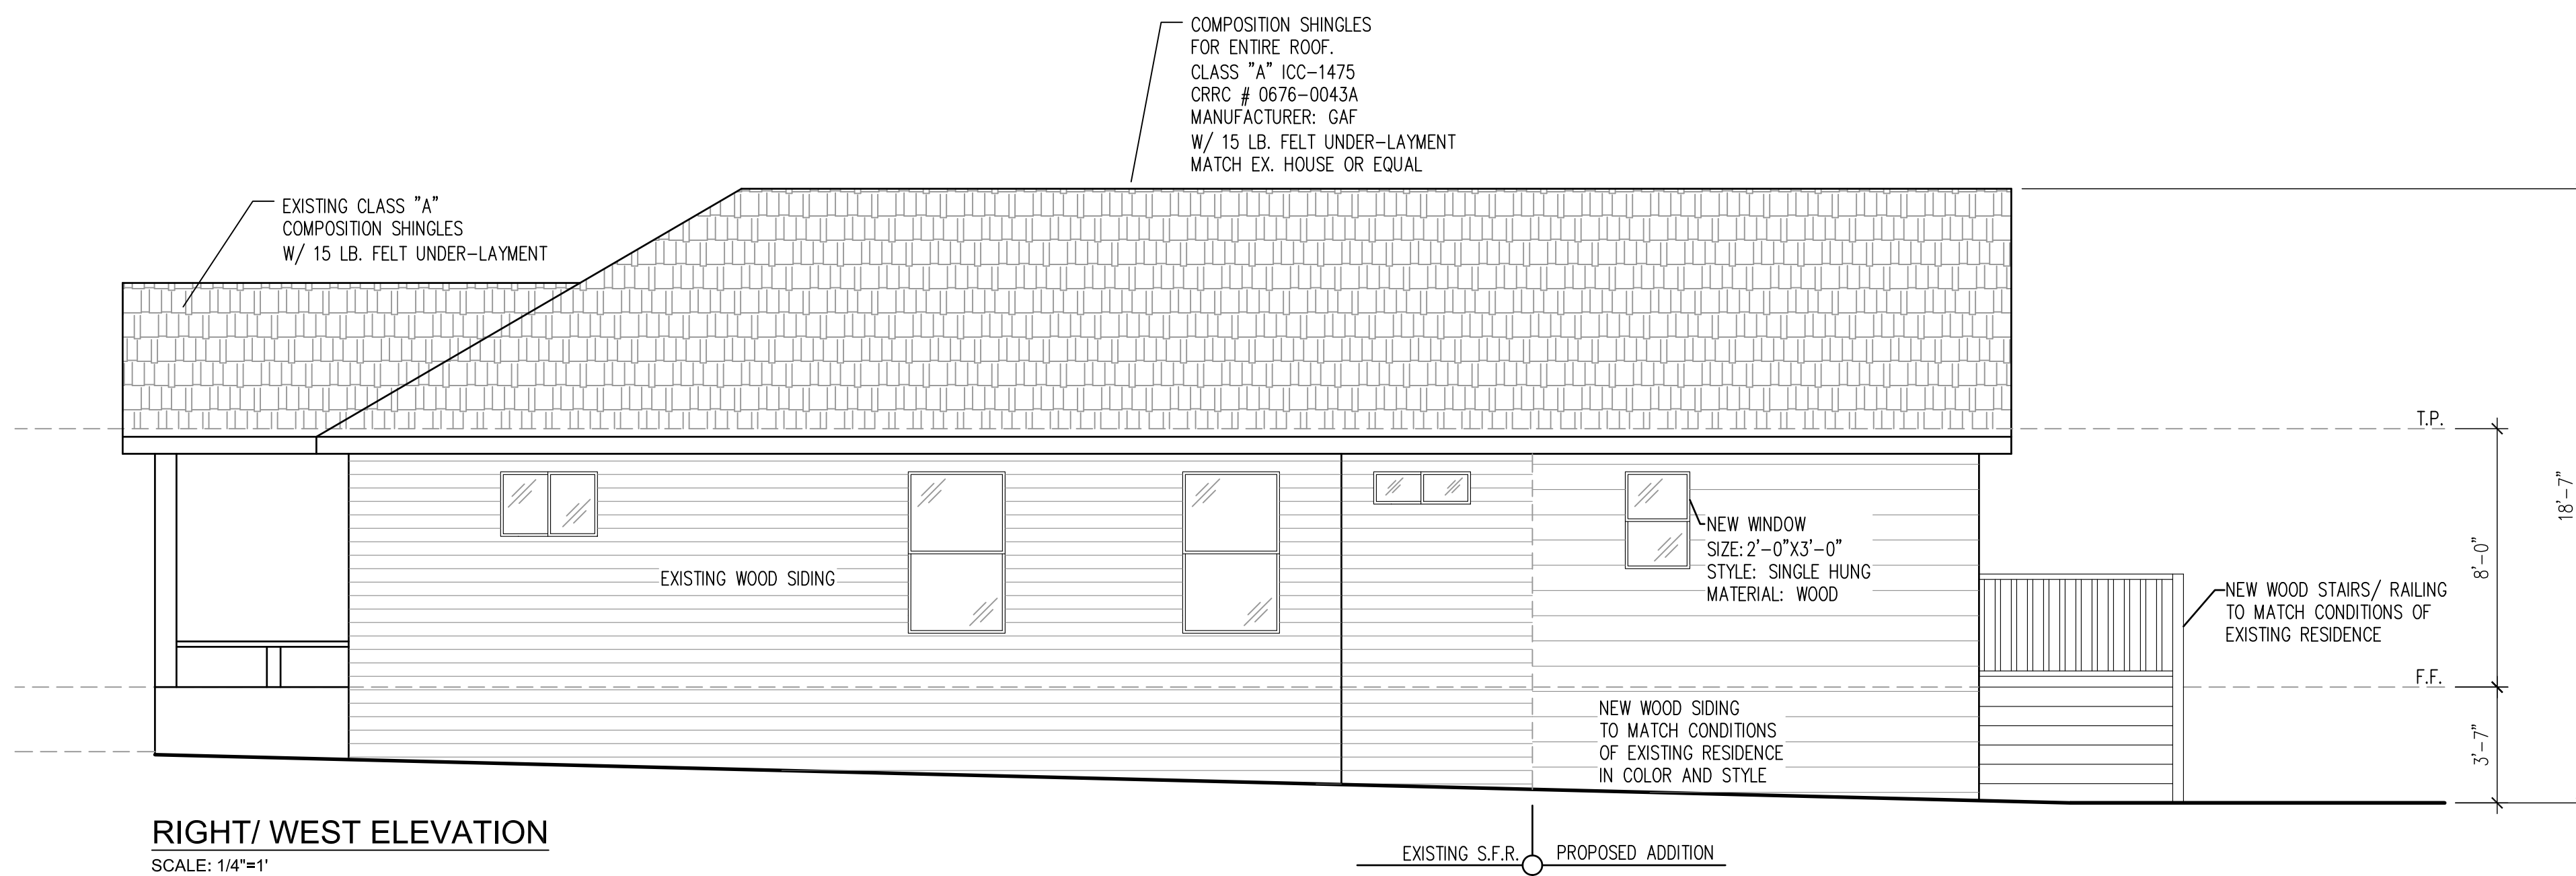 COMPOSITION SHINGLES
FOR ENTIRE ROOF.
CLASS "A" ICC-1475
CRRC # 0676-0043A
MANUFACTURER: GAF
W/ 15 LB. FELT UNDER-LAYMENT
MATCH EX. HOUSE OR EQUAL
EXISTING CLASS "A"
COMPOSITION SHINGLES
W/ 15 LB. FELT UNDER-LAYMENT
T.P.
18'-7"
8'-0"
NEW WINDOW
SIZE: 2'-0"X3'-0"
STYLE: SINGLE HUNG
MATERIAL: WOOD
EXISTING WOOD SIDING
NEW WOOD STAIRS/ RAILING
TO MATCH CONDITIONS OF
EXISTING RESIDENCE
F.F.
3'-7"
NEW WOOD SIDING
TO MATCH CONDITIONS
OF EXISTING RESIDENCE
IN COLOR AND STYLE
RIGHT/ WEST ELEVATION
SCALE: 1/4"=1'
EXISTING S.F.R.
PROPOSED ADDITION